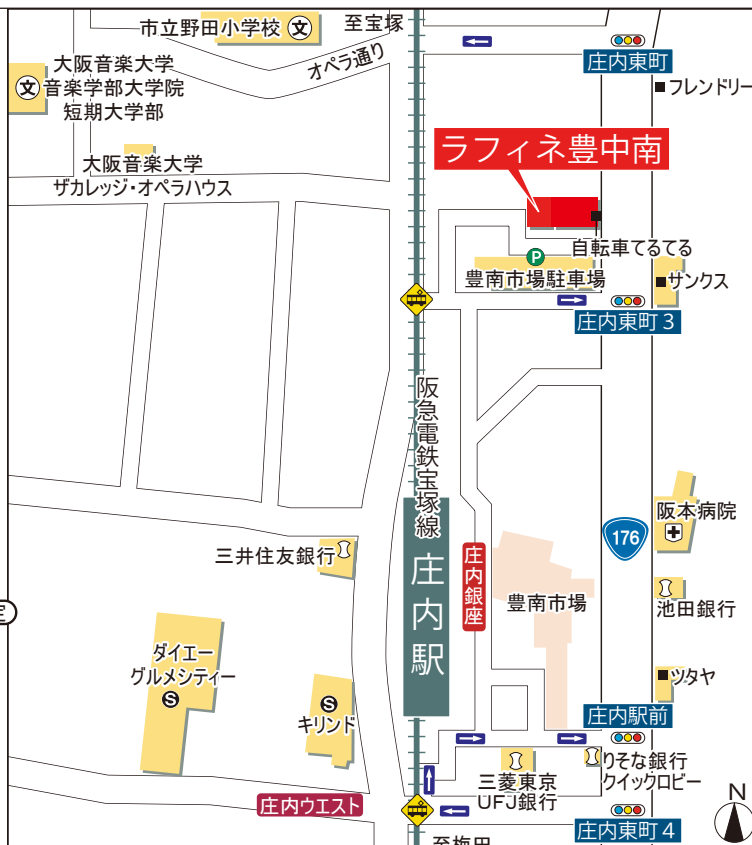 市立野田小学校 文
至宝塚
オペラ通り
庄内東町
大阪音楽大学
文 音楽学部大学院
短期大学部
フレンドリー
ラフィネ豊中南
大阪音楽大学
ザカレッジ・オペラハウス
自転車てるてる
P
豊南市場駐車場
サンクス
庄内東町3
阪急電鉄宝塚線
阪本病院
176
三井住友銀行
庄内駅
庄内銀座
豊南市場
池田銀行
ダイエー
グルメシティー
S
S
キリンド
ツタヤ
庄内駅前
りそな銀行
クイックロビー
三菱東京
UFJ銀行
庄内ウエスト
庄内東町4
至梅田
N